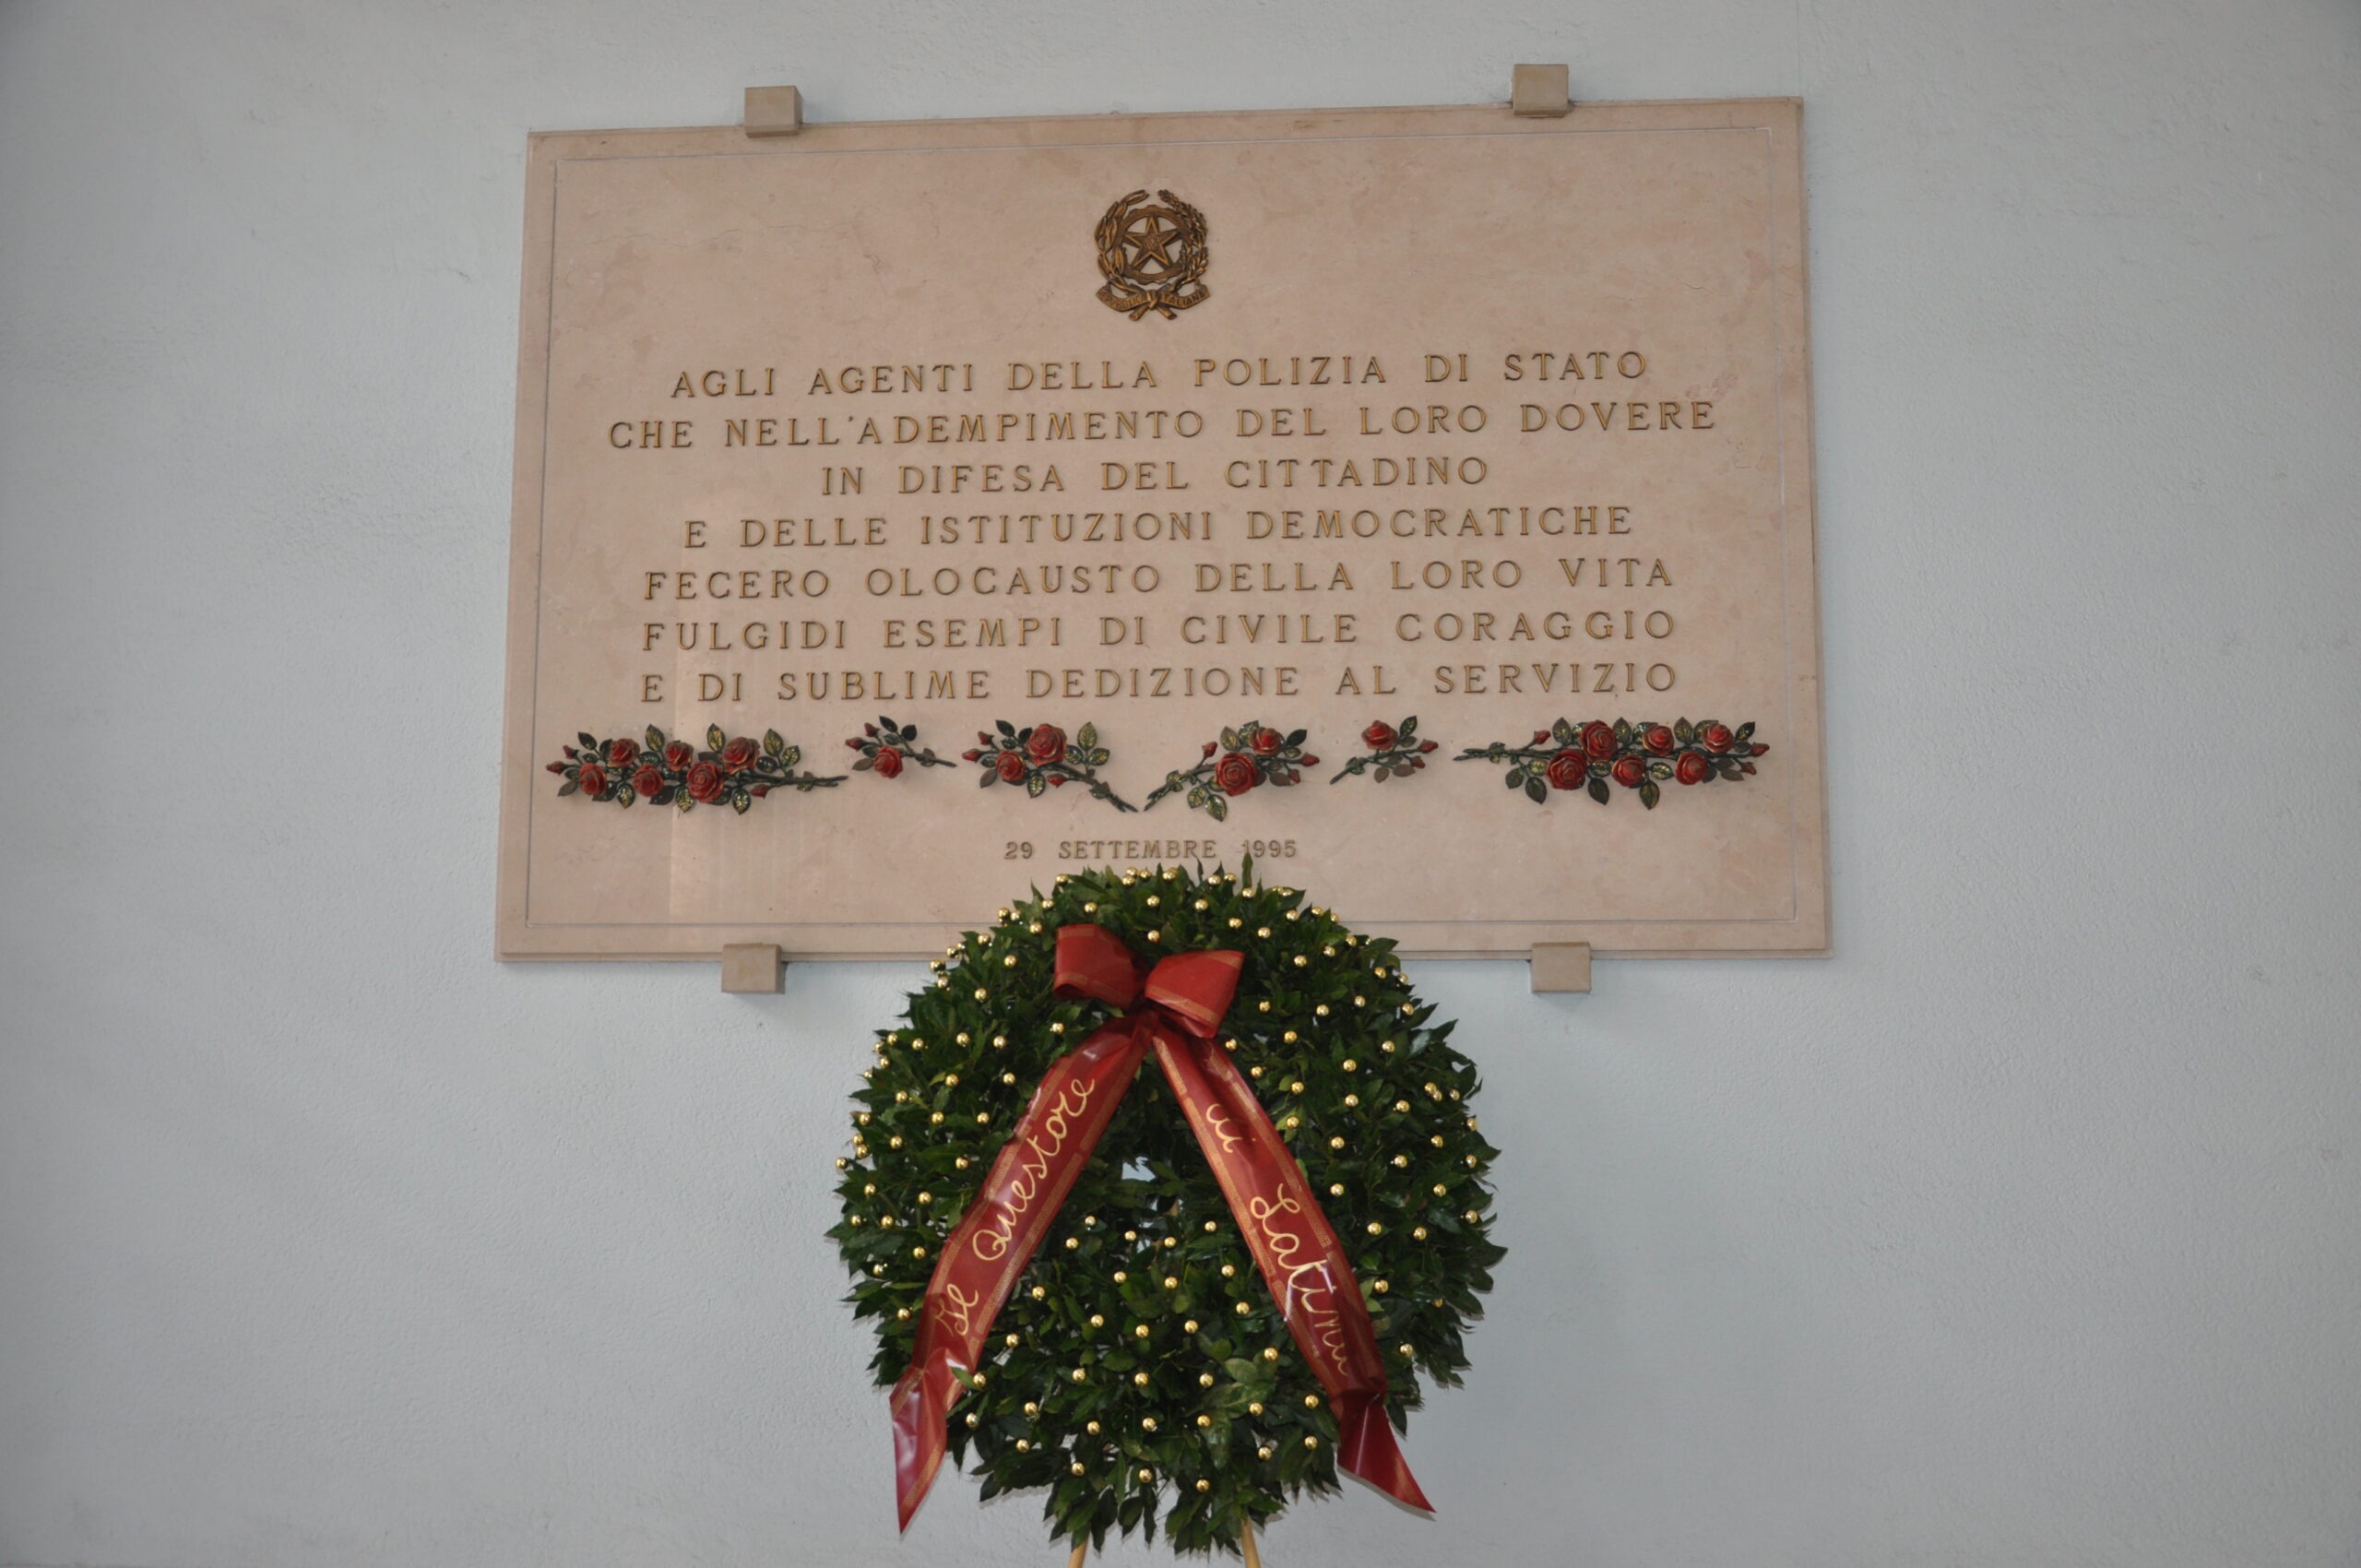 REPUBBLICA ITALIANA
AGLI AGENTI DELLA POLIZIA DI STATO
CHE NELL'ADEMPIMENTO DEL LORO DOVERE
IN DIFESA DEL CITTADINO
E DELLE ISTITUZIONI DEMOCRATICHE
FECERO OLOCAUSTO DELLA LORO VITA
FULGIDI ESEMPI DI CIVILE CORAGGIO
E DI SUBLIME DEDIZIONE AL SERVIZIO
29 SETTEMBRE 1995
Il Questore
di Latina